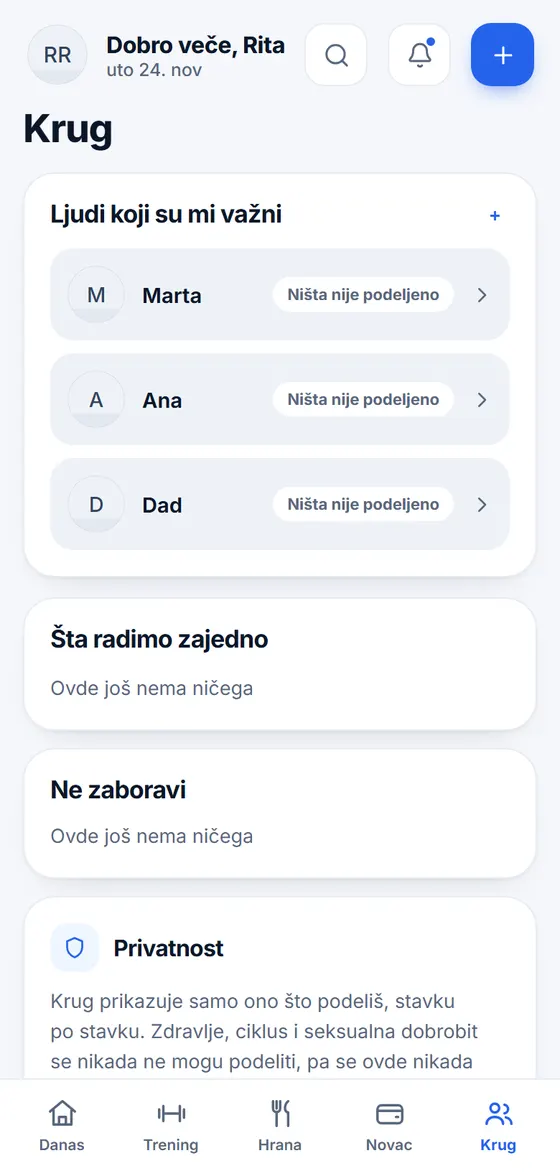 RR
Dobro veče, Rita
uto 24. nov
Krug
Ljudi koji su mi važni
+
M
Marta
Ništa nije podeljeno
A
Ana
Ništa nije podeljeno
D
Dad
Ništa nije podeljeno
Šta radimo zajedno
Ovde još nema ničega
Ne zaboravi
Ovde još nema ničega
Privatnost
Krug prikazuje samo ono što podeliš, stavku
po stavku. Zdravlje, ciklus i seksualna dobrobit
se nikada ne mogu podeliti, pa se ovde nikada
Danas
Trening
Hrana
Novac
Krug